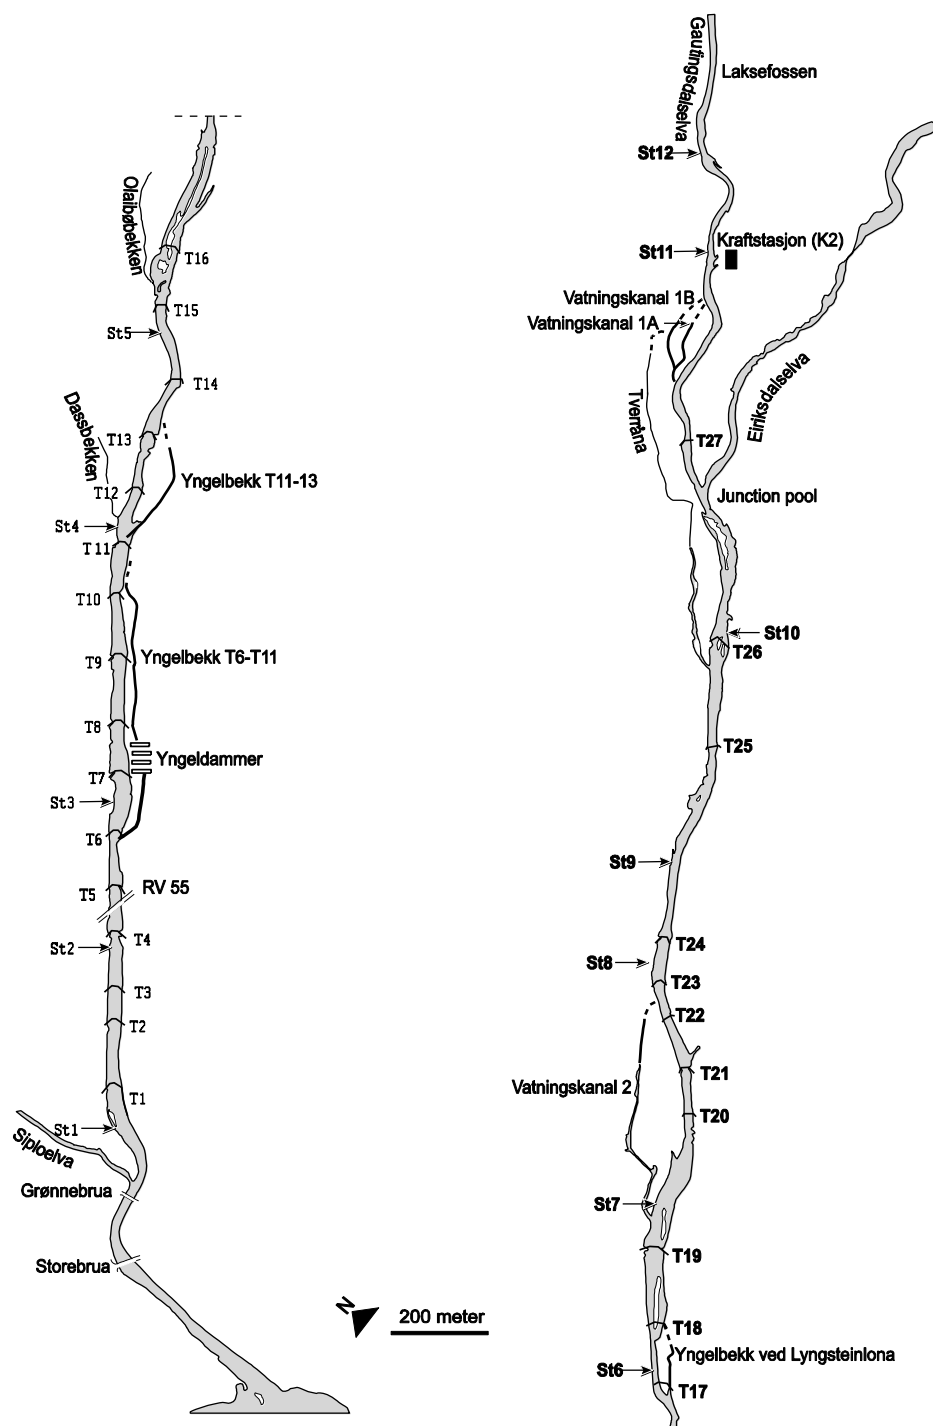 Olaibøbekken
T16
T15
St5
T14
Dassbekken
T13
Yngelbekk T11-13
T12
St4
T11
T10
Yngelbekk T6-T11
T9
T8
Yngeldammer
T7
St3
T6
RV 55
T5
T4
St2
T3
T2
T1
St1
Siploelva
Grønnebrua
Storebrua
N
200 meter
Gautingsdalselva
Laksefossen
St12
Kraftstasjon (K2)
St11
Vatningskanal 1B
Vatningskanal 1A
Tverråna
Eiriksdalselva
T27
Junction pool
St10
T26
T25
St9
T24
St8
T23
T22
Vatningskanal 2
T21
T20
St7
T19
T18
Yngelbekk ved Lyngsteinlona
St6
T17